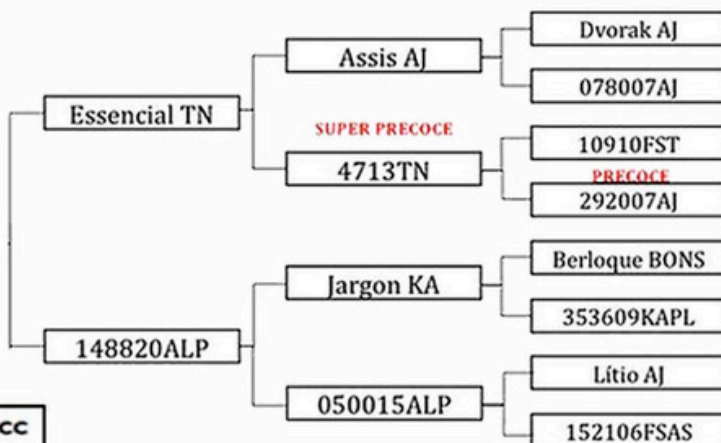 Dvorak AJ
Assis AJ
078007AJ
Essencial TN
SUPER PRECOCE
10910FST
4713TN
PRECOCE
292007AJ
Berloque BONS
Jargon KA
353609KAPL
148820ALP
Lítio AJ
050015ALP
CC
152106FSAS